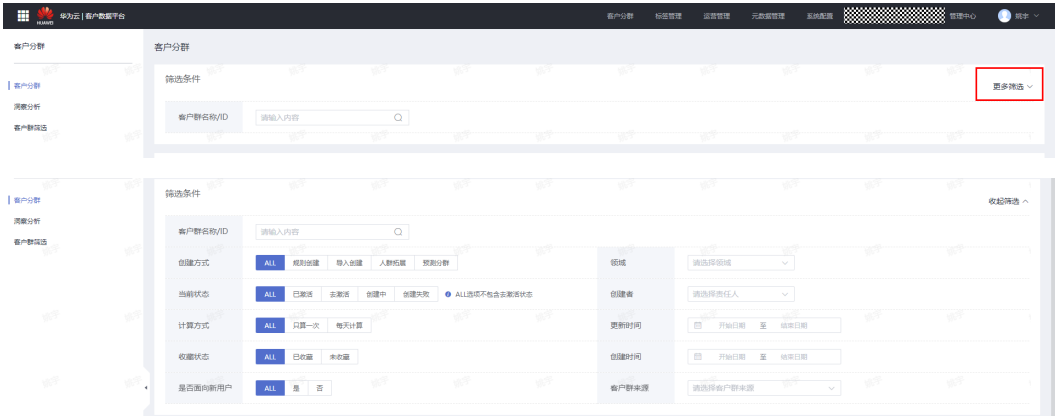 HUAWEI 华为云 | 客户数据平台 客户分群 标签管理 运营管理 元数据管理 系统配置 管理中心 姚宇
客户分群 客户分群
筛选条件
客户分群 更多筛选
洞察分析
客户群名称/ID 请输入内容
客户群筛选
筛选条件
客户分群 收起筛选
洞察分析
客户群名称/ID 请输入内容
客户群筛选
创建方式 ALL 规则创建 导入创建 人群拓展 预测分群 领域 请选择领域
当前状态 ALL 已激活 去激活 创建中 创建失败 ALL选项不包含去激活状态 创建者 请选择责任人
计算方式 ALL 只算一次 每天计算 更新时间 开始日期 至 结束日期
收藏状态 ALL 已收藏 未收藏 创建时间 开始日期 至 结束日期
是否面向新用户 ALL 是 否 客户群来源 请选择客户群来源